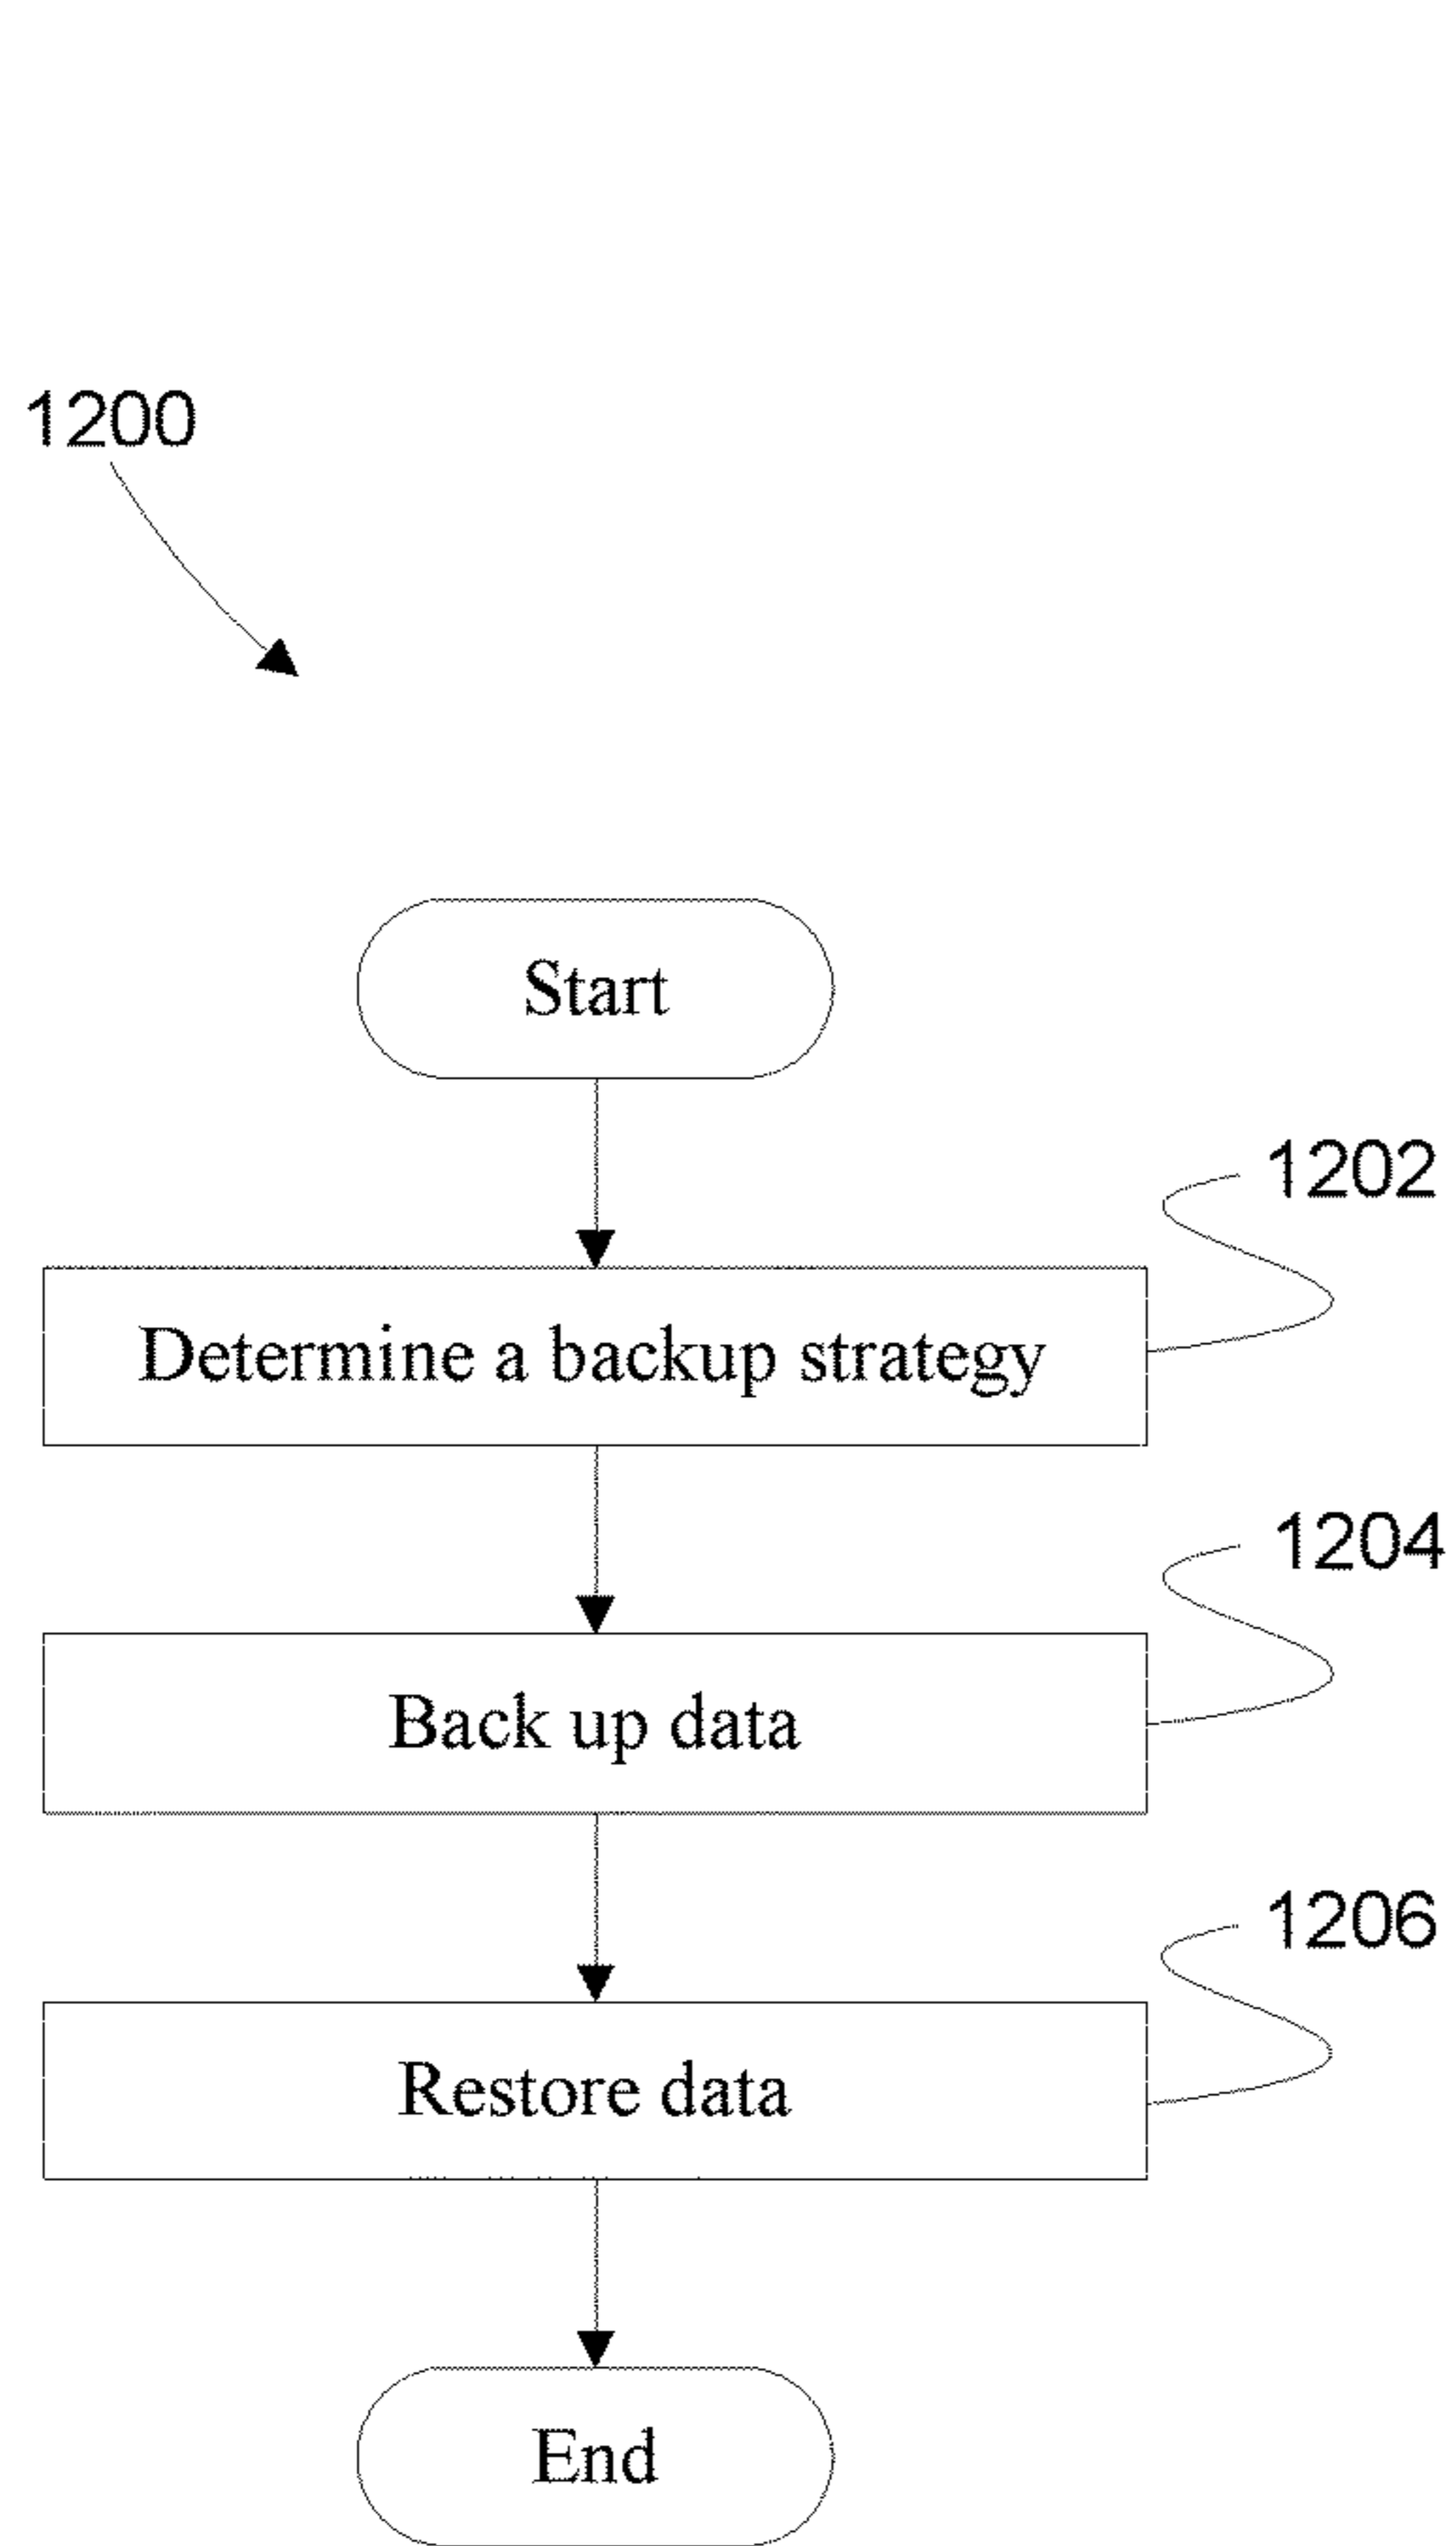 1200
Start
1202
Determine a backup strategy
1204
Back up data
1206
Restore data
End